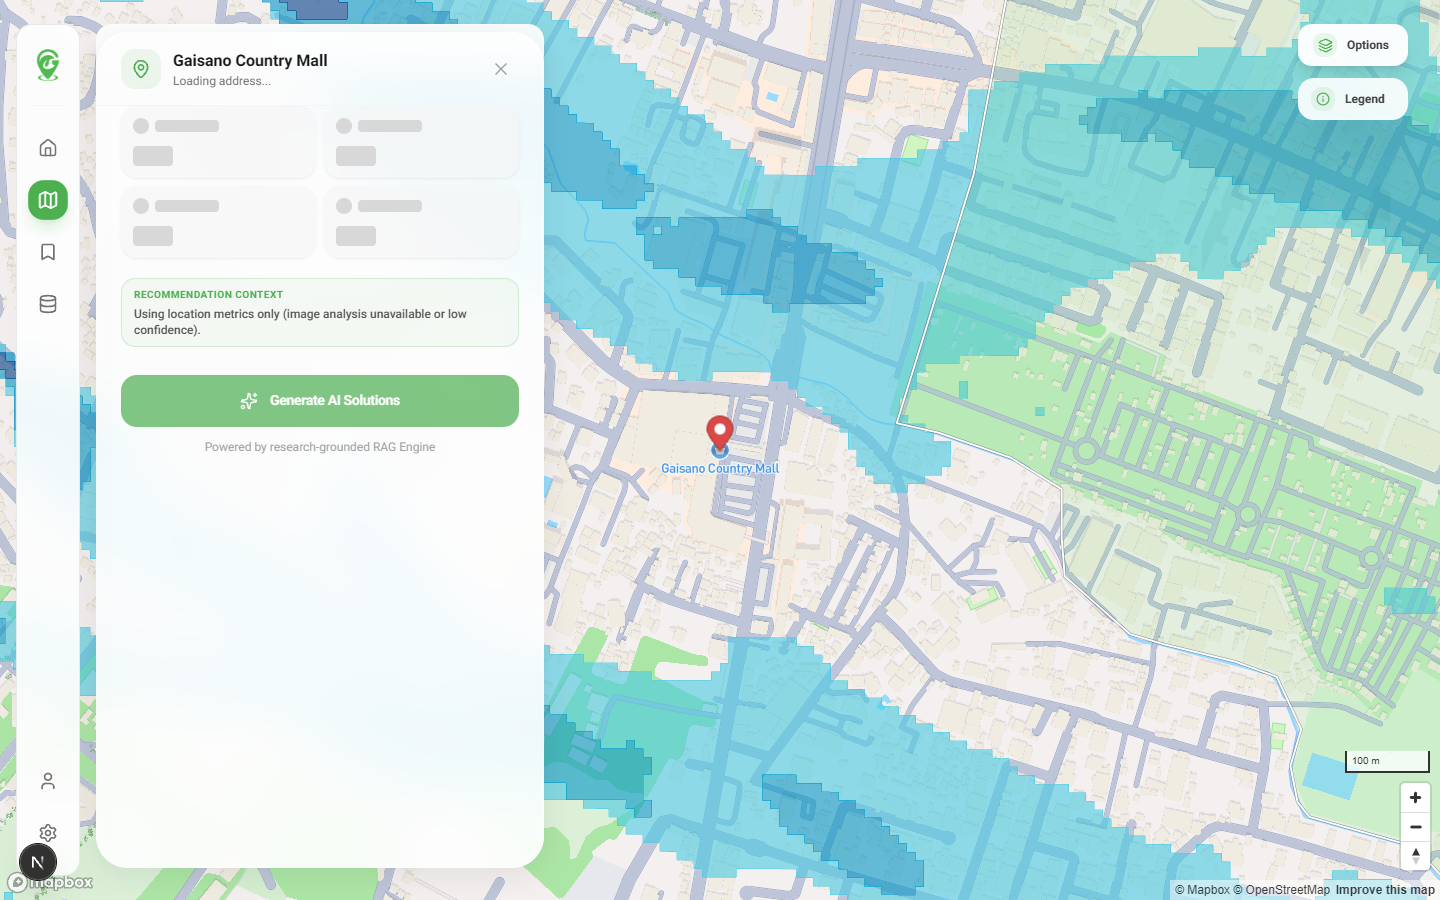 Gaisano Country Mall
Loading address...
RECOMMENDATION CONTEXT
Using location metrics only (image analysis unavailable or low
confidence).
Generate AI Solutions
Powered by research-grounded RAG Engine
Options
Legend
Gaisano Country Mall
100 m
N
mapbox
© Mapbox © OpenStreetMap Improve this map